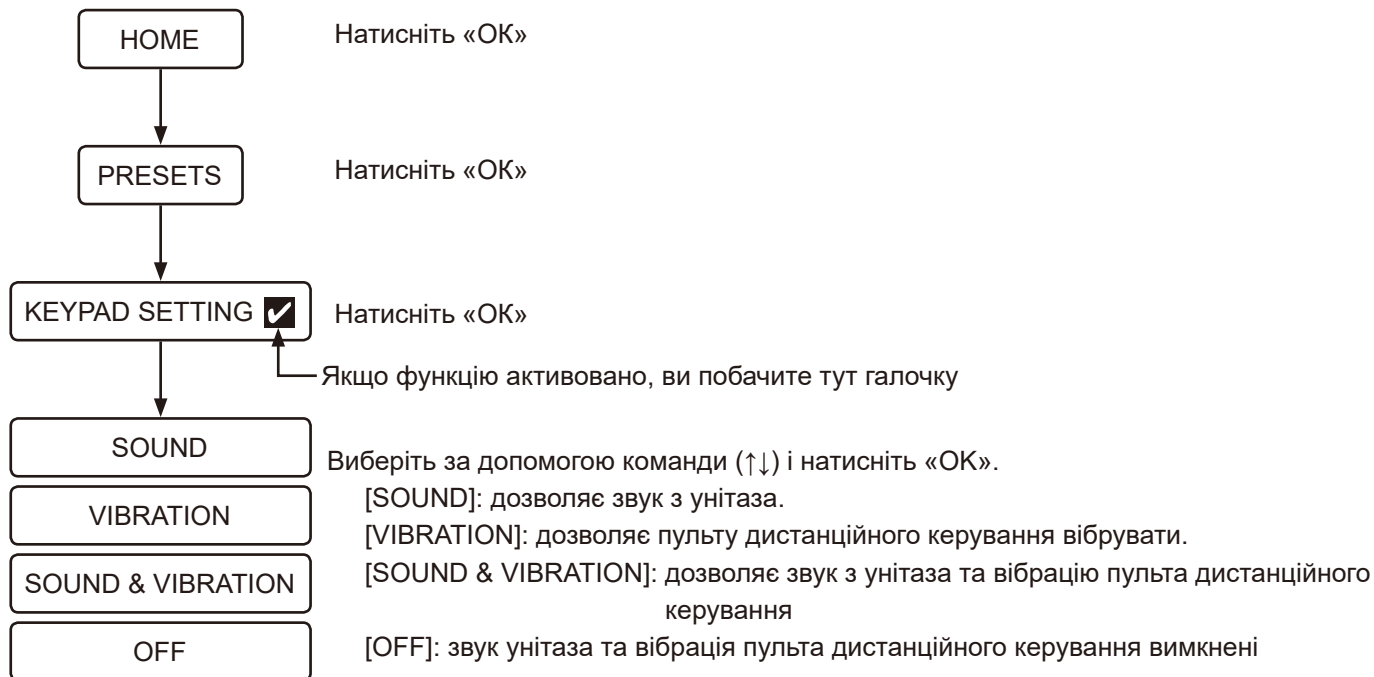 HOME
Натисніть «ОК»
PRESETS
Натисніть «ОК»
KEYPAD SETTING ✔
Натисніть «ОК»
Якщо функцію активовано, ви побачите тут галочку
SOUND
Виберіть за допомогою команди (↑↓) і натисніть «ОК».
[SOUND]: дозволяє звук з унітаза.
VIBRATION
[VIBRATION]: дозволяє пульту дистанційного керування вібрувати.
SOUND & VIBRATION
[SOUND & VIBRATION]: дозволяє звук з унітаза та вібрацію пульта дистанційного
керування
OFF
[OFF]: звук унітаза та вібрація пульта дистанційного керування вимкнені